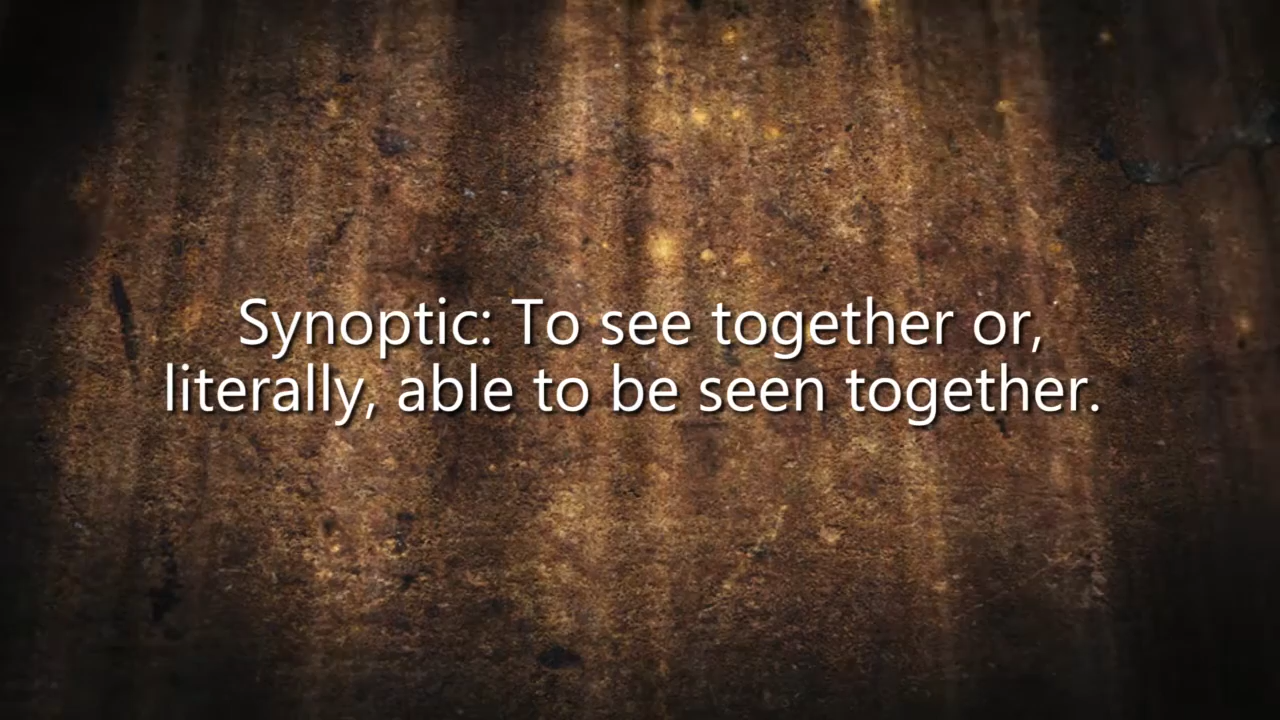 Synoptic: To see together or,
literally, able to be seen together.